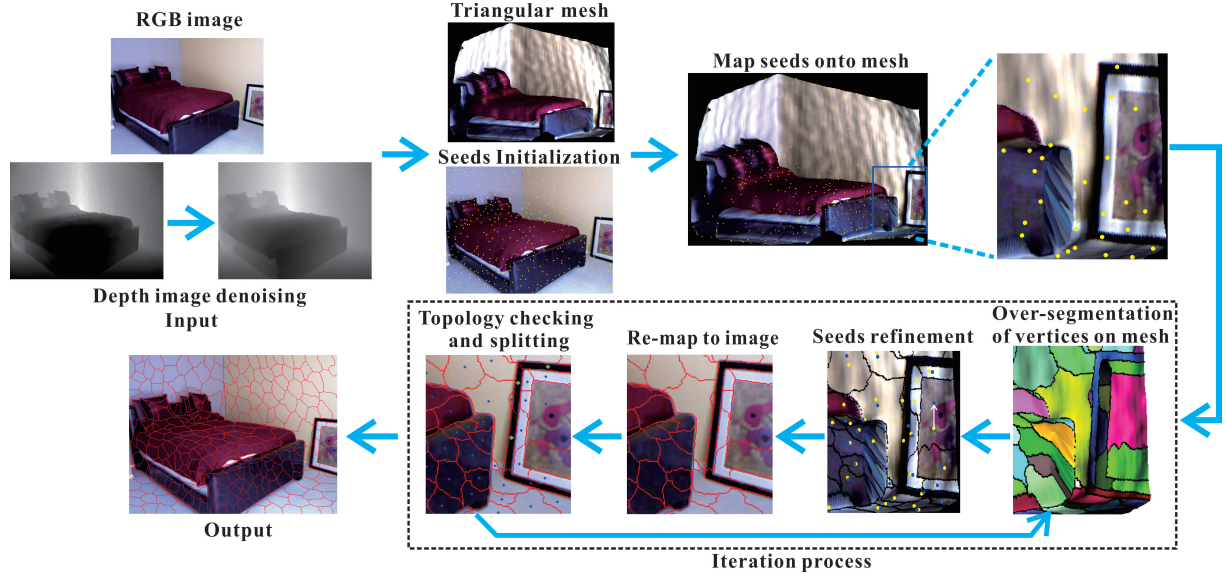 RGB image
Depth image denoising
Input
Triangular mesh
Seeds Initialization
Map seeds onto mesh
Over-segmentation
of vertices on mesh
Seeds refinement
Re-map to image
Topology checking
and splitting
Output
Iteration process